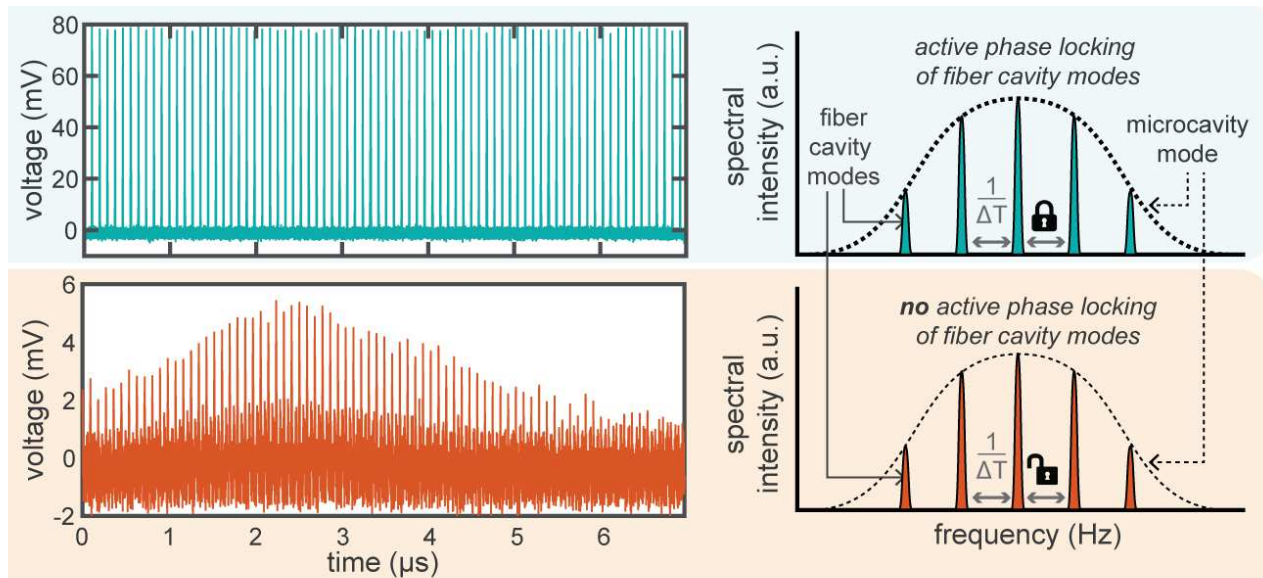 80
60
40
20
0
voltage (mV)
active phase locking
of fiber cavity modes
spectral
intensity (a.u.)
fiber
cavity
modes
microcavity
mode
1
ΔT
6
4
2
0
-2
voltage (mV)
0 1 2 3 4 5 6
time (μs)
no active phase locking
of fiber cavity modes
spectral
intensity (a.u.)
1
ΔT
frequency (Hz)